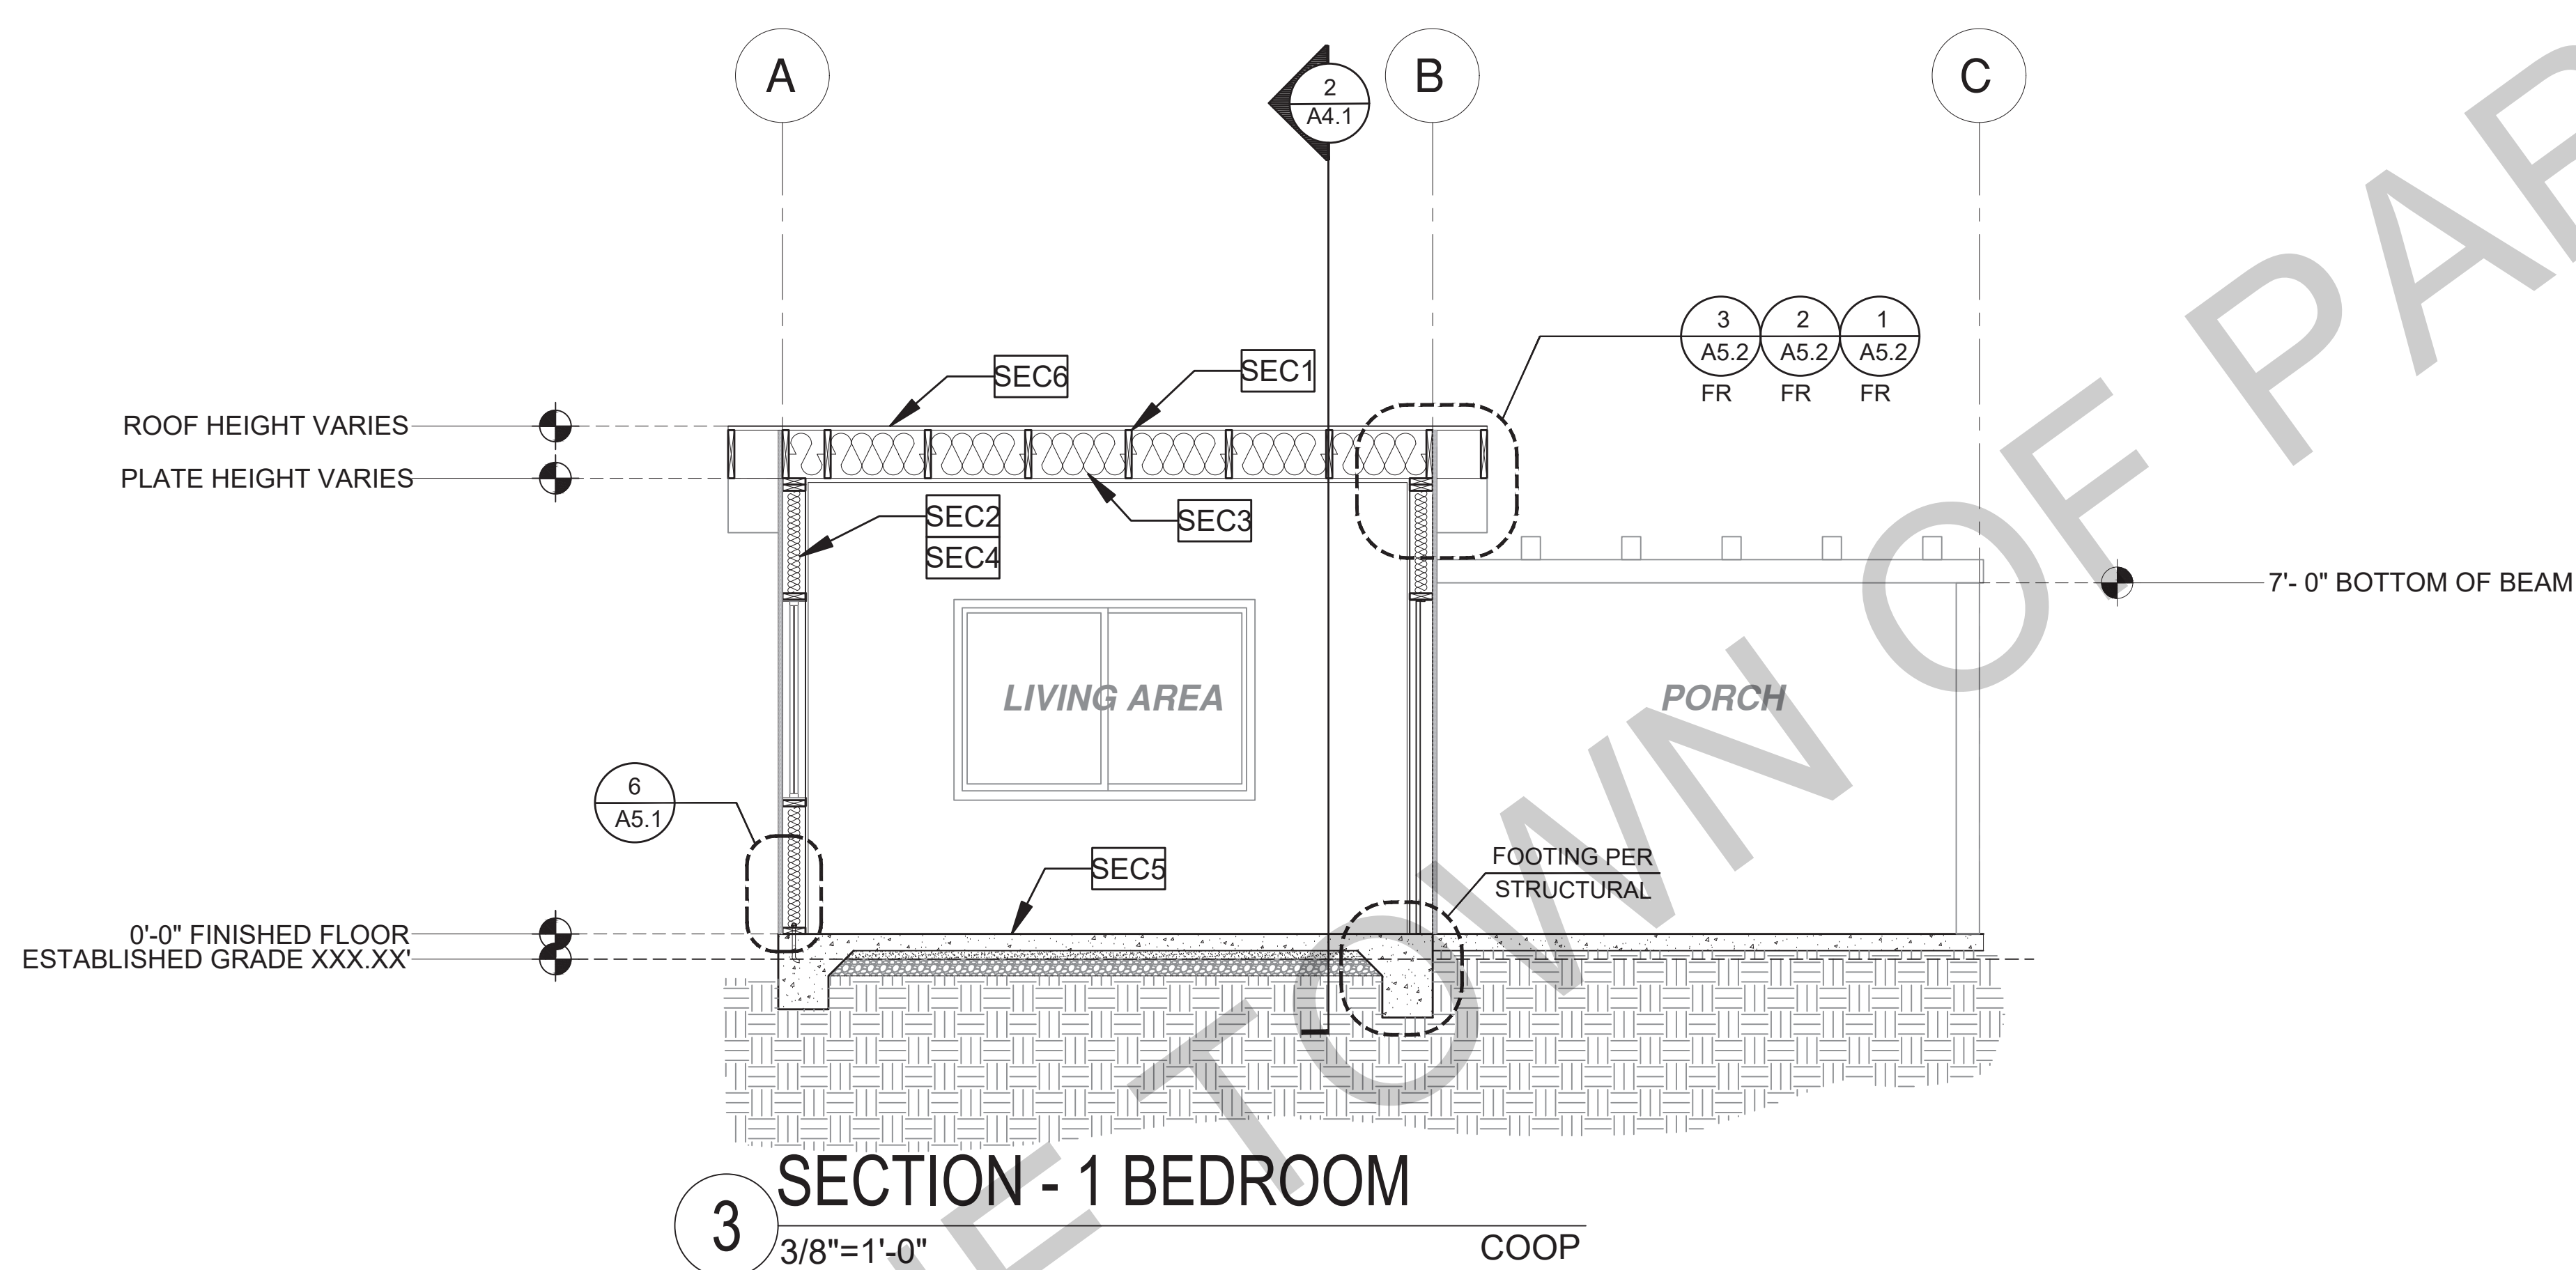 A
B
C
2
A4.1
3
A5.2
FR
2
A5.2
FR
1
A5.2
FR
SEC6
SEC1
ROOF HEIGHT VARIES
PLATE HEIGHT VARIES
SEC2
SEC4
SEC3
7'- 0" BOTTOM OF BEAM
LIVING AREA
PORCH
6
A5.1
SEC5
FOOTING PER
STRUCTURAL
0'-0" FINISHED FLOOR
ESTABLISHED GRADE XXX.XX'
3
SECTION - 1 BEDROOM
3/8"=1'-0"
COOP
TOWN OF PAR